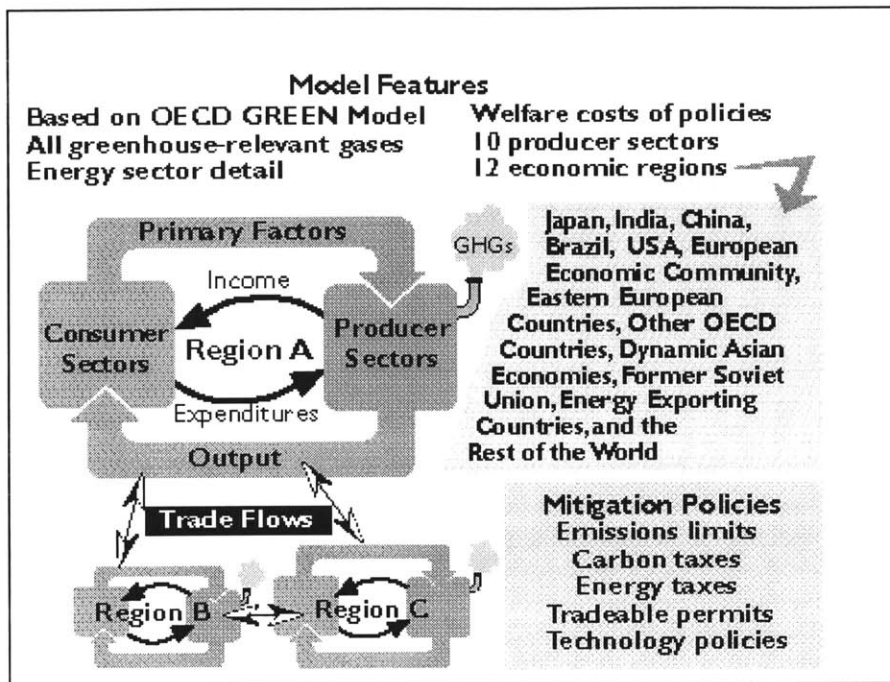 Model Features
Based on OECD GREEN Model
All greenhouse-relevant gases
Energy sector detail
Welfare costs of policies
10 producer sectors
12 economic regions
Japan, India, China,
Brazil, USA, European
Economic Community,
Eastern European
Countries, Other OECD
Countries, Dynamic Asian
Economies, Former Soviet
Union, Energy Exporting
Countries, and the
Rest of the World
Primary Factors
GHGs
Income
Consumer
Sectors
Region A
Producer
Sectors
Expenditures
Output
Trade Flows
Region B
Region C
Mitigation Policies
Emissions limits
Carbon taxes
Energy taxes
Tradeable permits
Technology policies